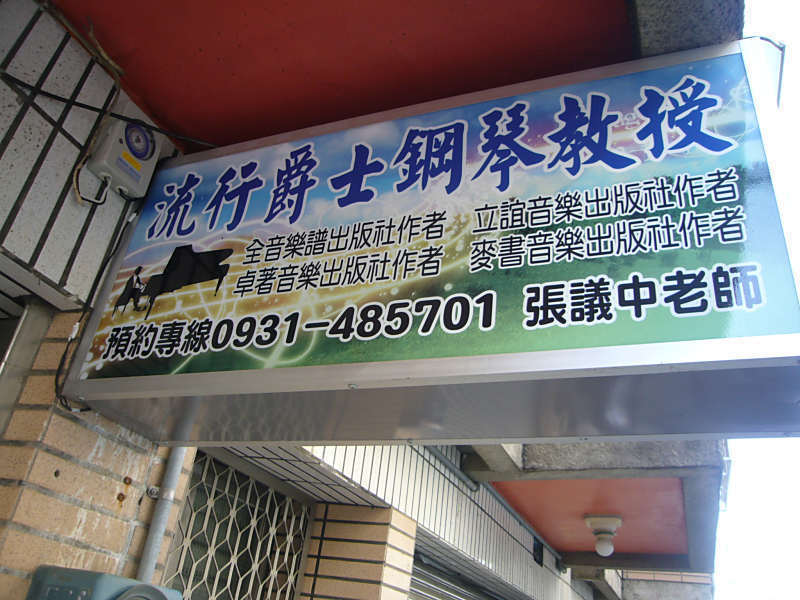 流行爵士鋼琴教授
全音樂譜出版社作者 立誼音樂出版社作者
卓著音樂出版社作者 麥書音樂出版社作者
預約專線0931-485701 張議中老師